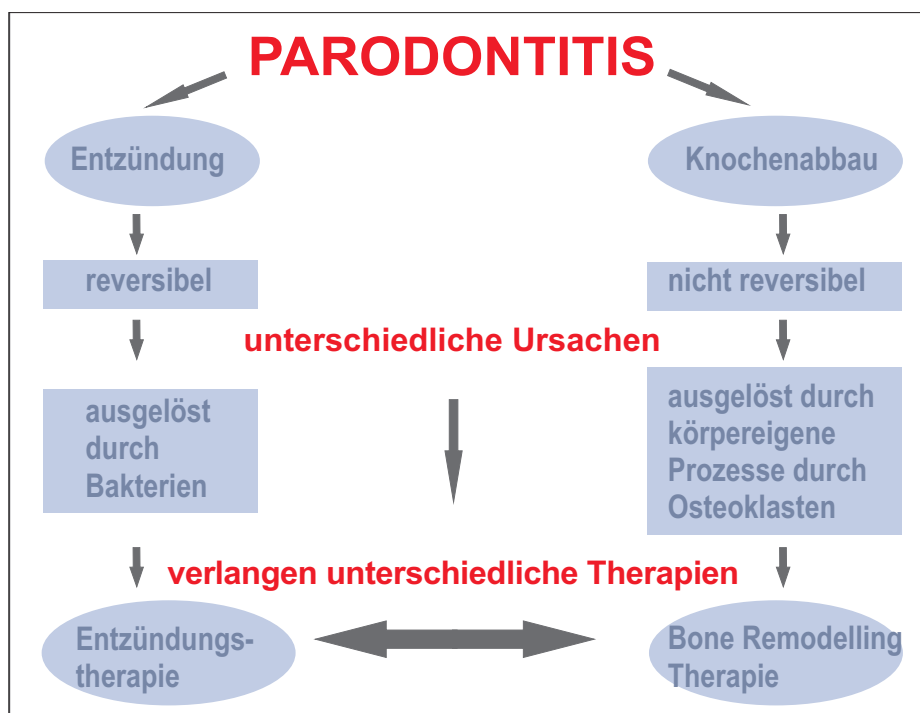 PARODONTITIS
Entzündung
Knochenabbau
reversibel
nicht reversibel
unterschiedliche Ursachen
ausgelöst
durch
Bakterien
ausgelöst durch
körpereigene
Prozesse durch
Osteoklasten
verlangen unterschiedliche Therapien
Entzündungs-
therapie
Bone Remodelling
Therapie